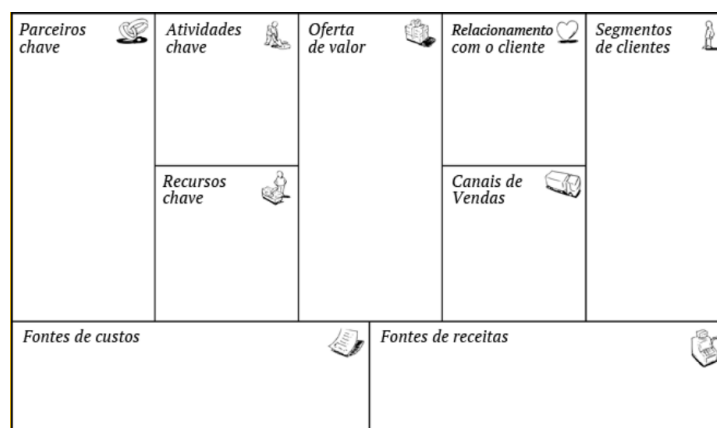 Parceiros
chave
Atividades
chave
Oferta
de valor
Relacionamento
com o cliente
Segmentos
de clientes
Recursos
chave
Canais de
Vendas
Fontes de custos
Fontes de receitas